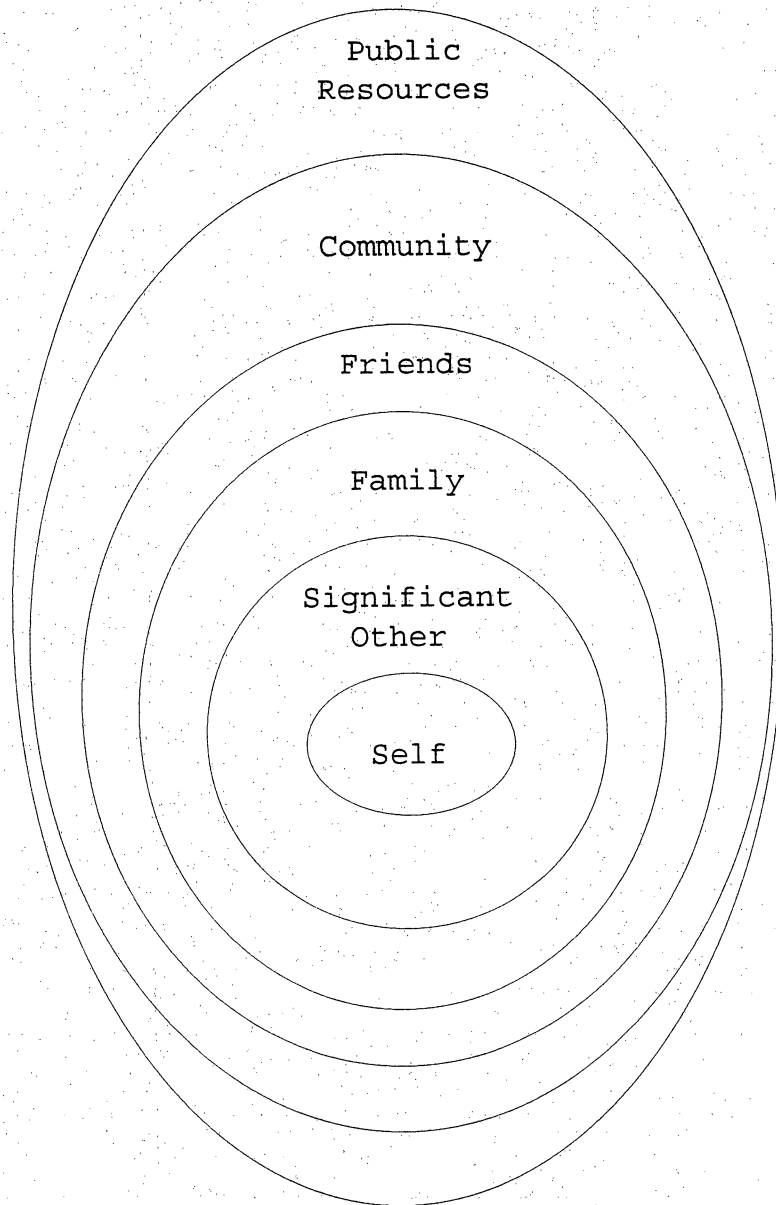 Public
Resources
Community
Friends
Family
Significant
Other
Self